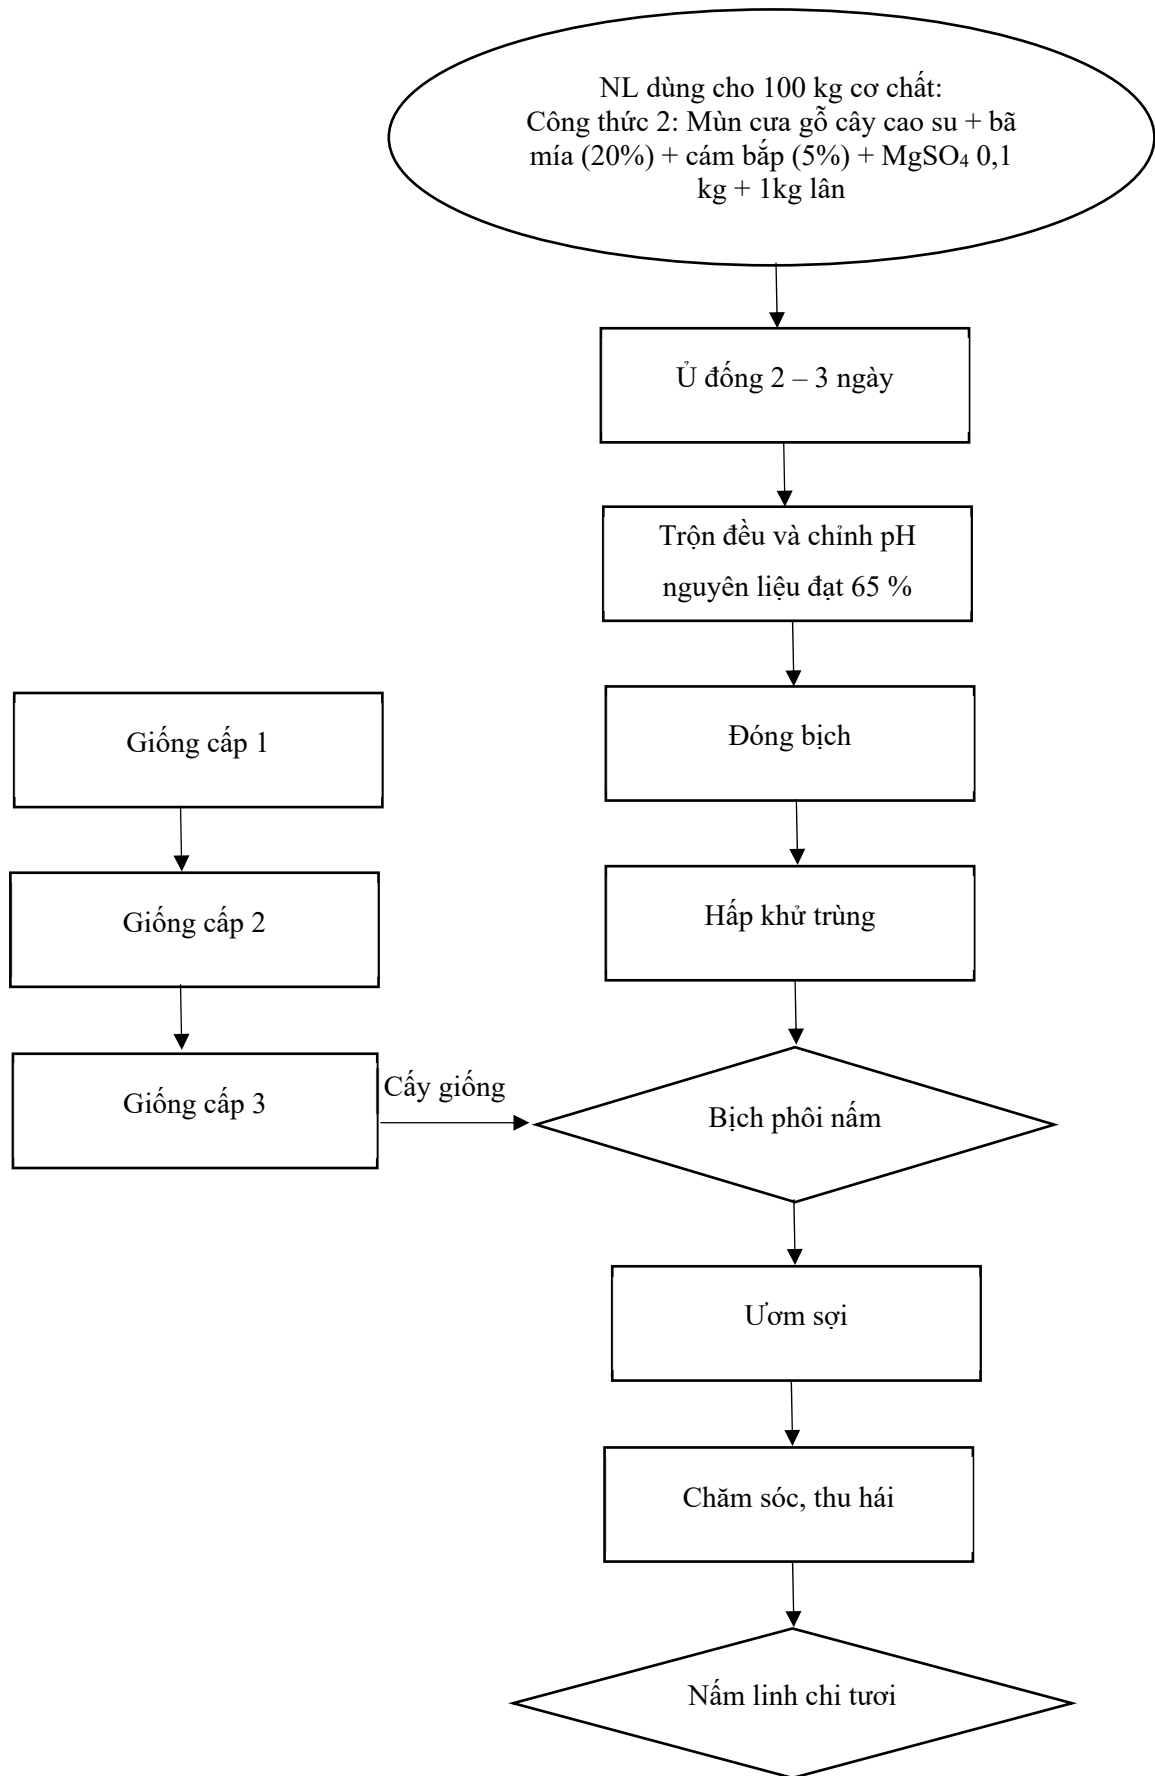 NL dùng cho 100 kg cơ chất:
Công thức 2: Mùn cưa gỗ cây cao su + bã
mía (20%) + cám bắp (5%) + MgSO₄ 0,1
kg + 1kg lân
Ủ đống 2 – 3 ngày
Trộn đều và chỉnh pH
nguyên liệu đạt 65 %
Đóng bịch
Hấp khử trùng
Giống cấp 1
Giống cấp 2
Giống cấp 3
Cấy giống
Bịch phôi nấm
Ươm sợi
Chăm sóc, thu hái
Nấm linh chi tươi